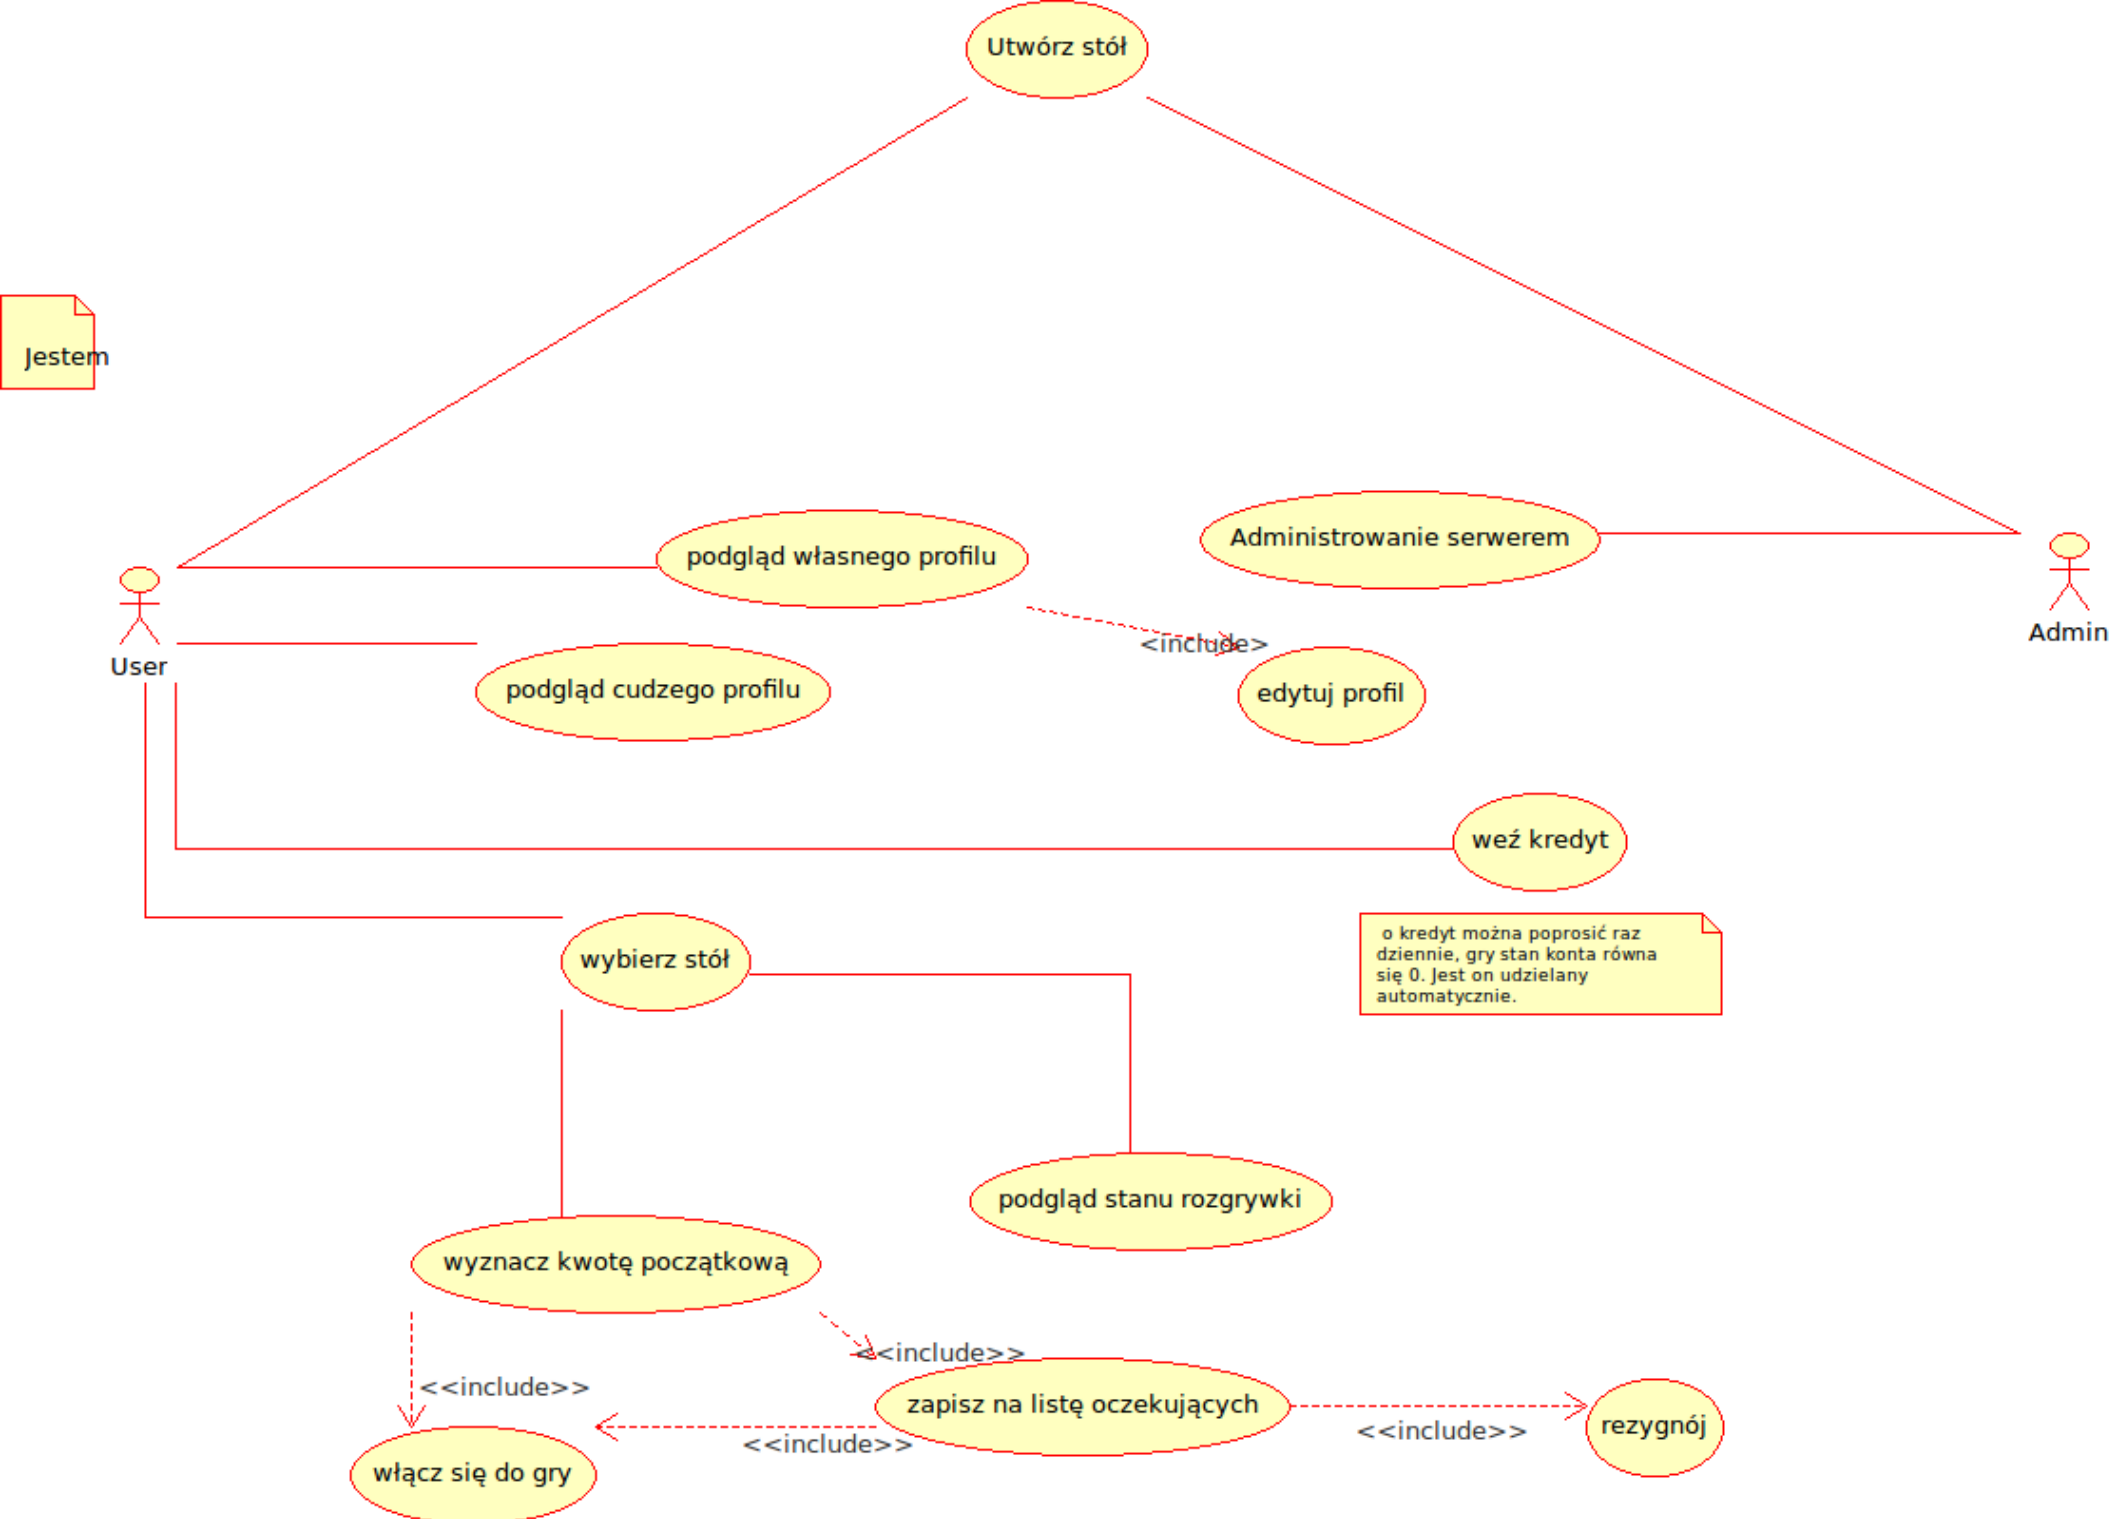 Utwórz stół
Jestem
podgląd własnego profilu
Administrowanie serwerem
User
Admin
<include>
podgląd cudzego profilu
edytuj profil
weź kredyt
wybierz stół
o kredyt można poprosić raz
dziennie, gry stan konta równa
się 0. Jest on udzielany
automatycznie.
podgląd stanu rozgrywki
wyznacz kwotę początkową
<<include>>
<<include>>
zapisz na listę oczekujących
<<include>>
<<include>>
rezygnój
włącz się do gry